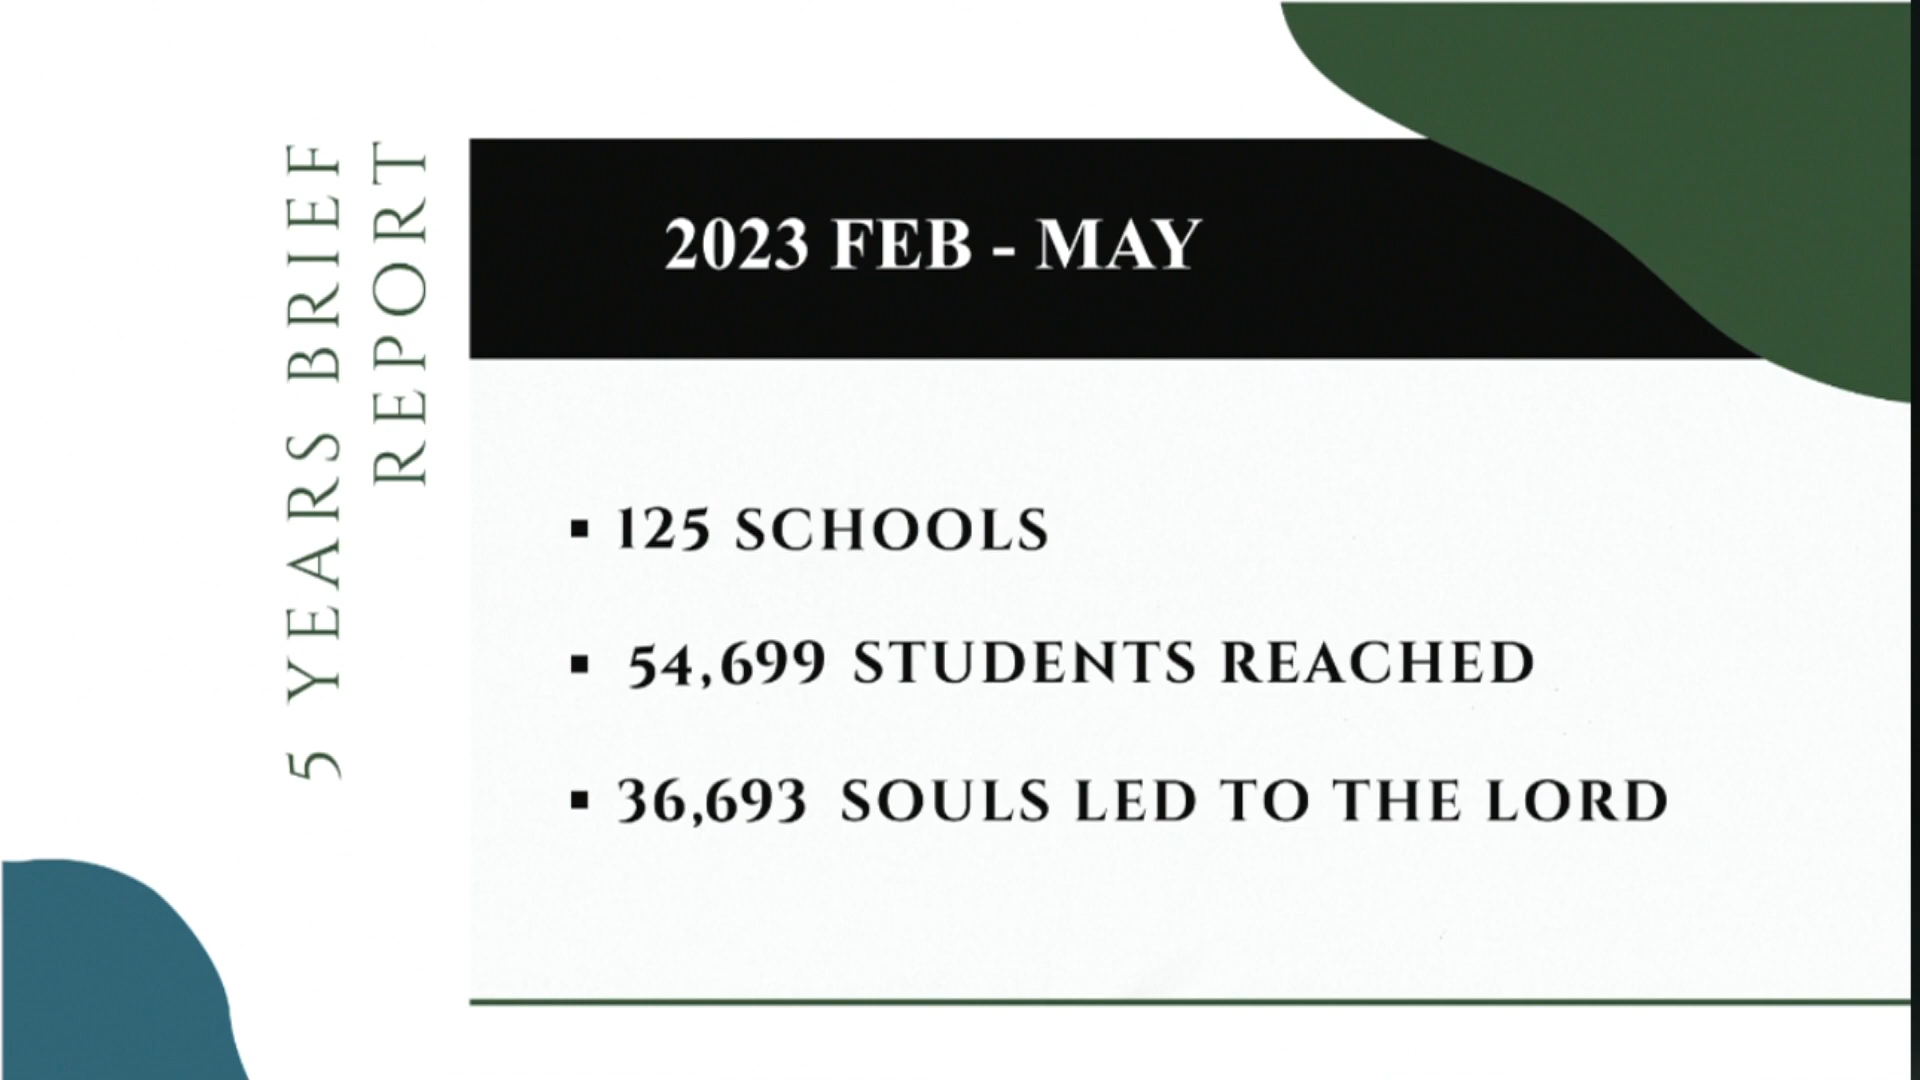 5 YEARS BRIEF
REPORT
2023 FEB - MAY
▪ 125 SCHOOLS
▪ 54,699 STUDENTS REACHED
▪ 36,693 SOULS LED TO THE LORD